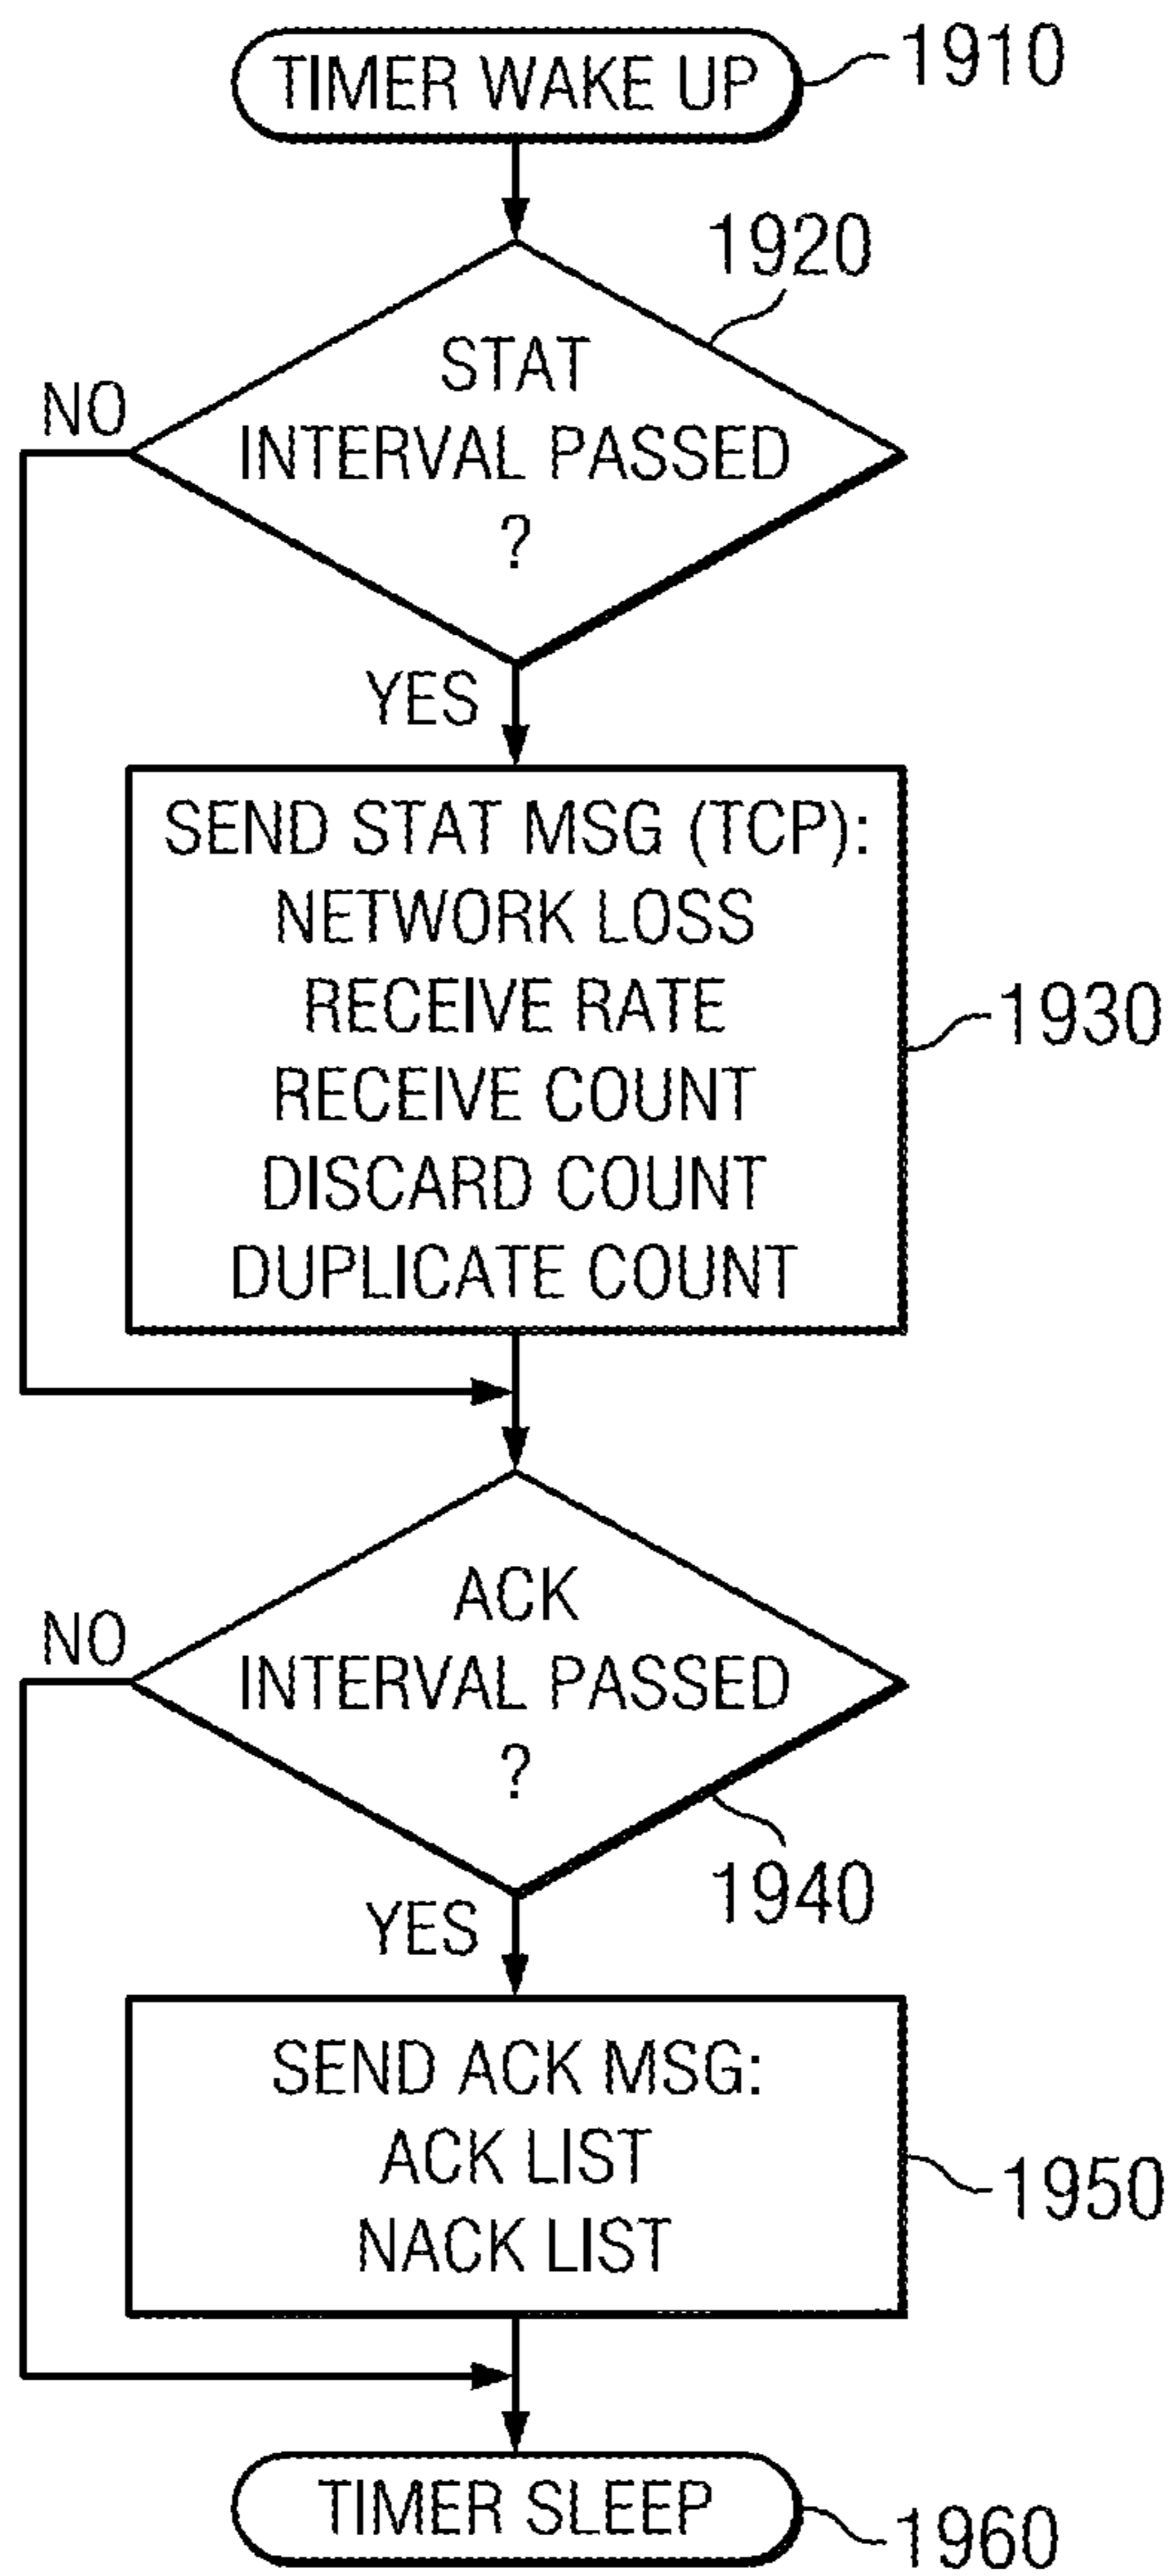 TIMER WAKE UP
1910
1920
STAT
INTERVAL PASSED
?
NO
YES
SEND STAT MSG (TCP):
NETWORK LOSS
RECEIVE RATE
RECEIVE COUNT
DISCARD COUNT
DUPLICATE COUNT
1930
ACK
INTERVAL PASSED
?
NO
1940
YES
SEND ACK MSG:
ACK LIST
NACK LIST
1950
TIMER SLEEP
1960